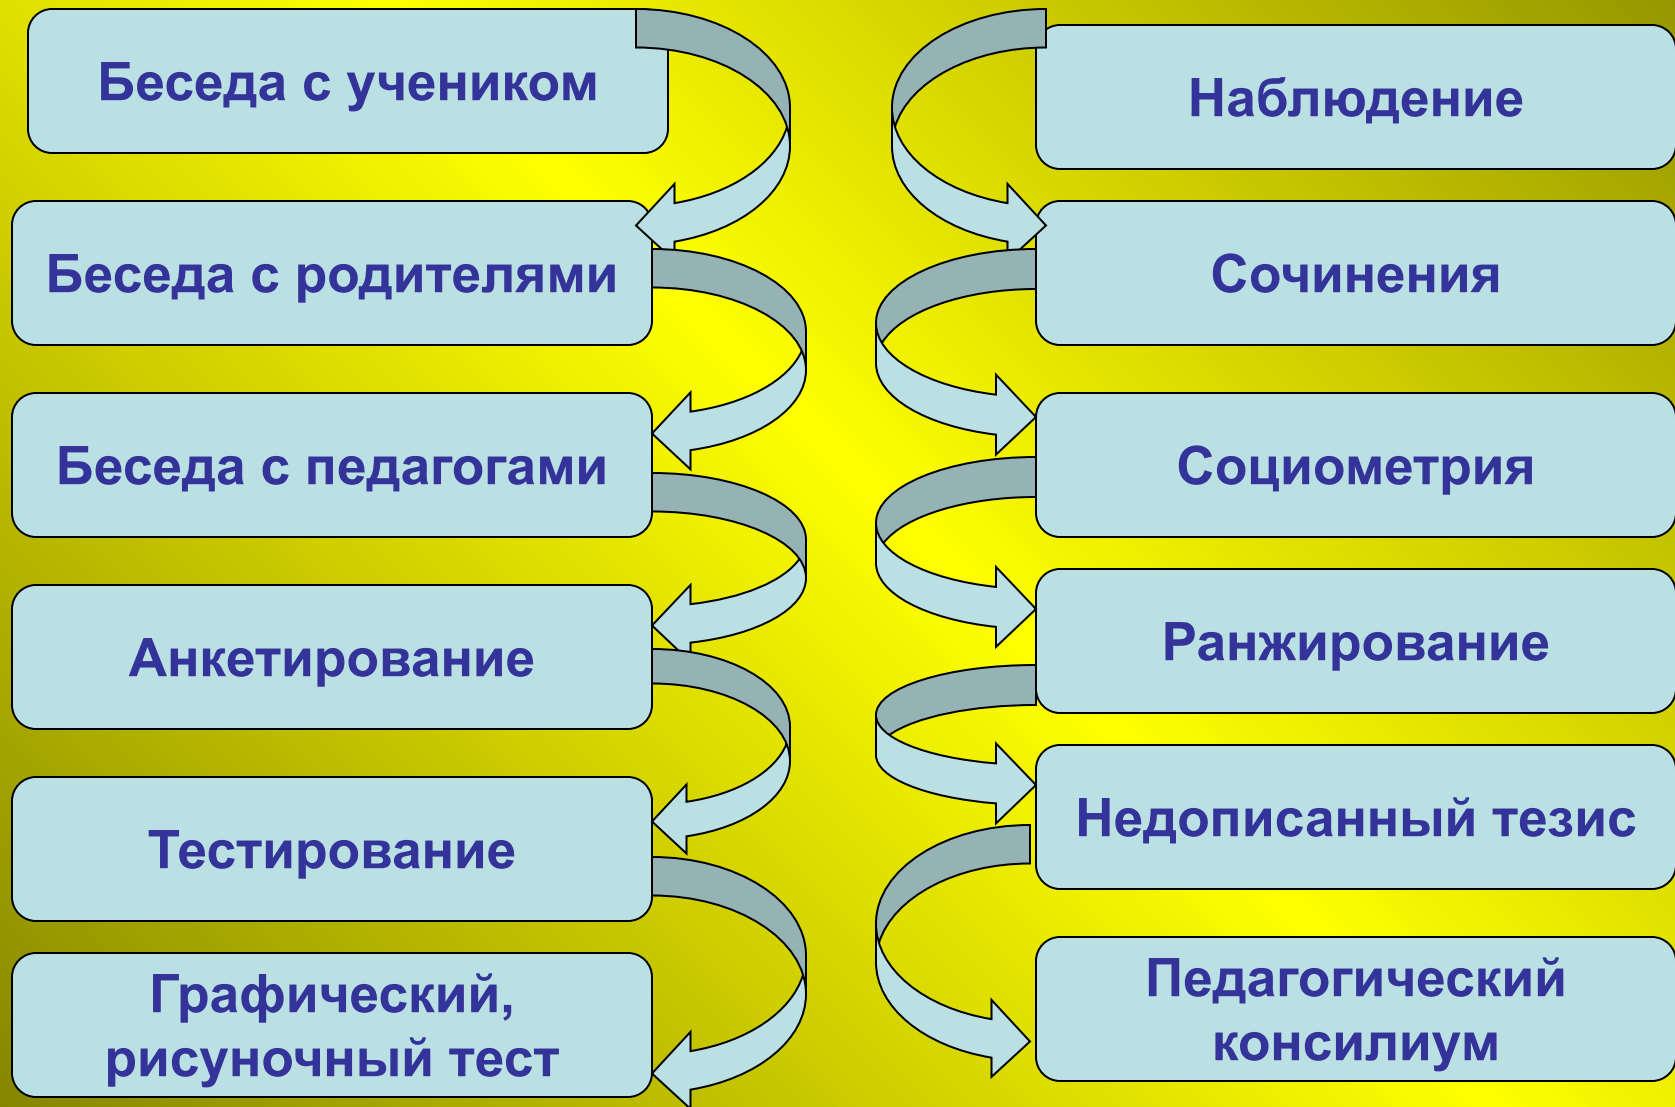 Беседа с учеником
Беседа с родителями
Беседа с педагогами
Анкетирование
Тестирование
Графический,
рисуночный тест
Наблюдение
Сочинения
Социометрия
Ранжирование
Недописанный тезис
Педагогический
консилиум